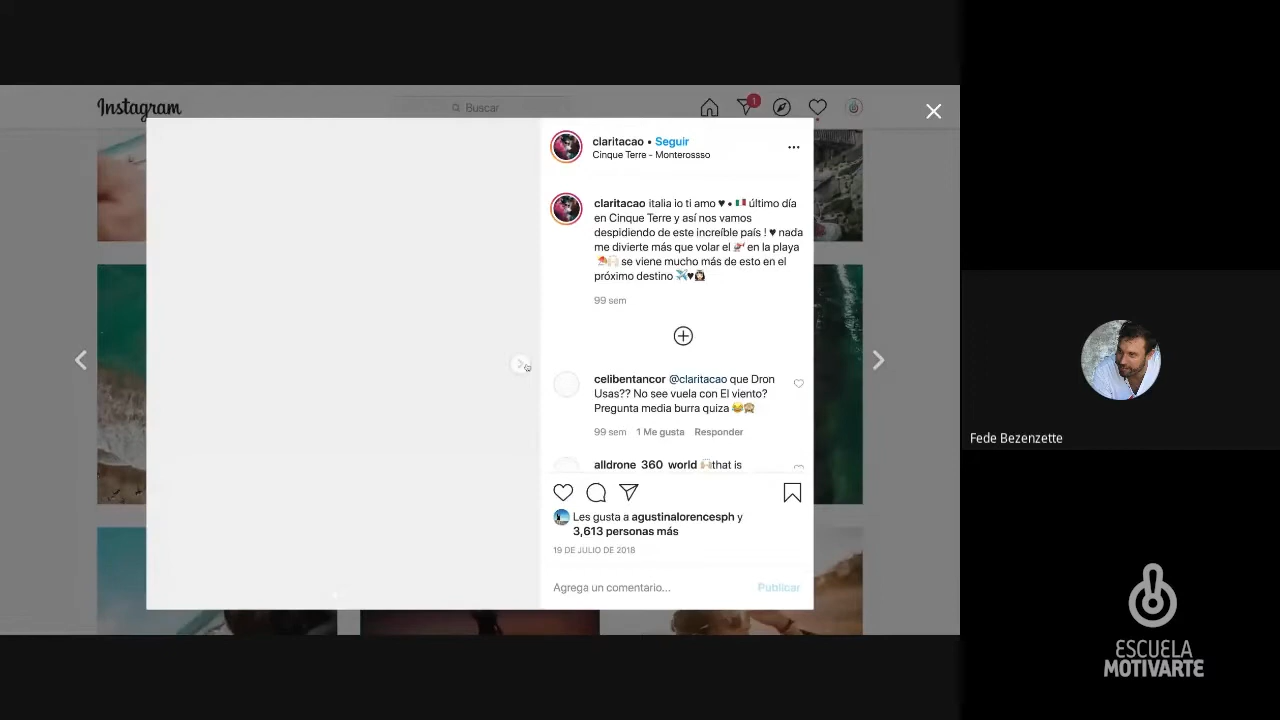 Instagram
Buscar
1
claritacao • Seguir
Cinque Terre - Monterossso
claritacao italia io ti amo ♥ • 🇮🇹 último día
en Cinque Terre y así nos vamos
despidiendo de este increíble país ! ♥ nada
me divierte más que volar el 🚁 en la playa
⛱🙌🏻 se viene mucho más de esto en el
próximo destino ✈♥👸🏻
99 sem
celibentancor @claritacao que Dron
Usas?? No see vuela con El viento?
Pregunta media burra quiza 😂🙈
99 sem 1 Me gusta Responder
alldrone_360_world 🙌🏻that is
Les gusta a agustinalorencesph y
3,613 personas más
19 DE JULIO DE 2018
Agrega un comentario...
Publicar
Fede Bezenzette
ESCUELA
MOTIVARTE